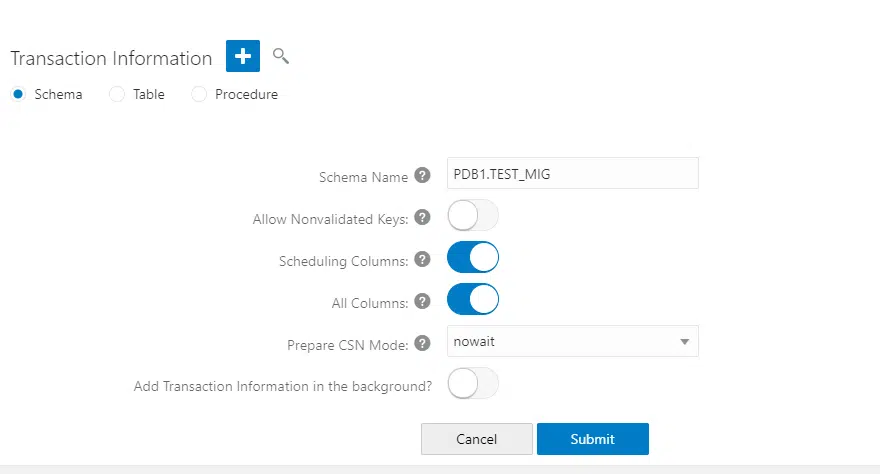 Transaction Information
Schema Table Procedure
Schema Name ? PDB1.TEST_MIG
Allow Nonvalidated Keys: ?
Scheduling Columns: ?
All Columns: ?
Prepare CSN Mode: ? nowait
Add Transaction Information in the background?
Cancel Submit